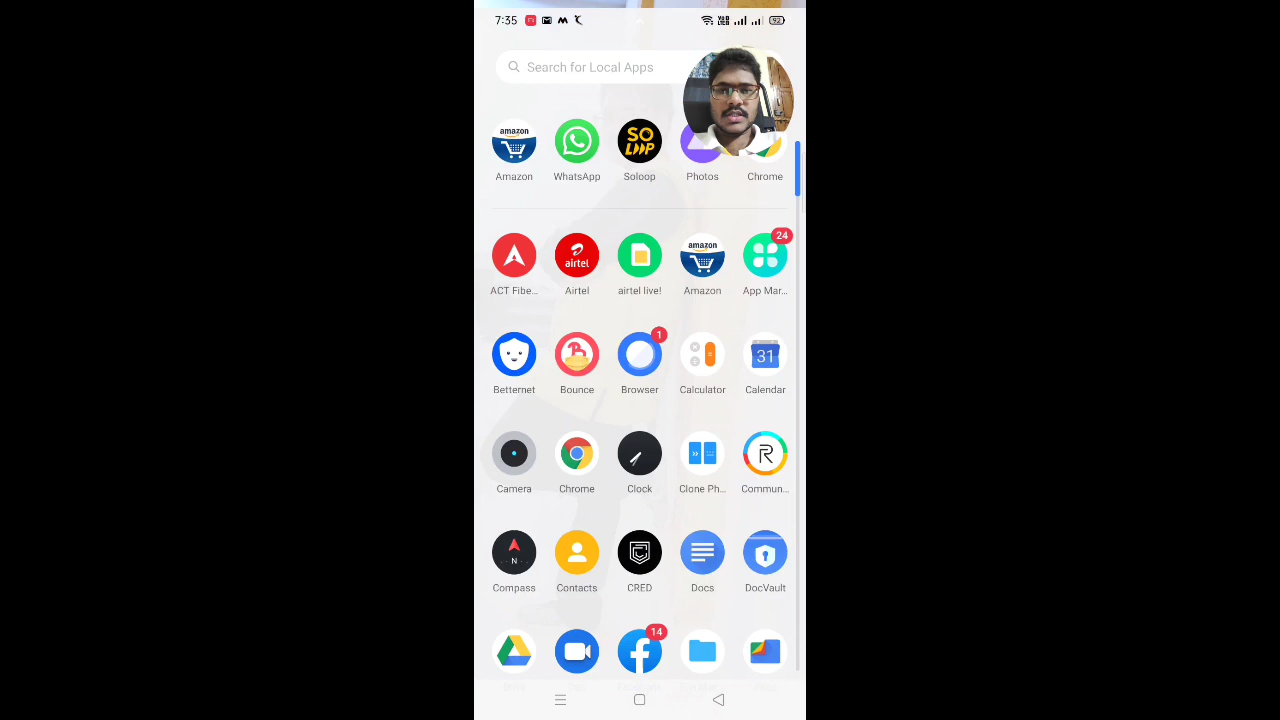 7:35 92
Search for Local Apps
amazon
SO
LOOP
Amazon WhatsApp Soloop Photos Chrome
24
airtel amazon
ACT Fibe... Airtel airtel live! Amazon App Mar...
1
31
Betternet Bounce Browser Calculator Calendar
Camera Chrome Clock Clone Ph... Commun...
N
Compass Contacts CRED Docs DocVault
14